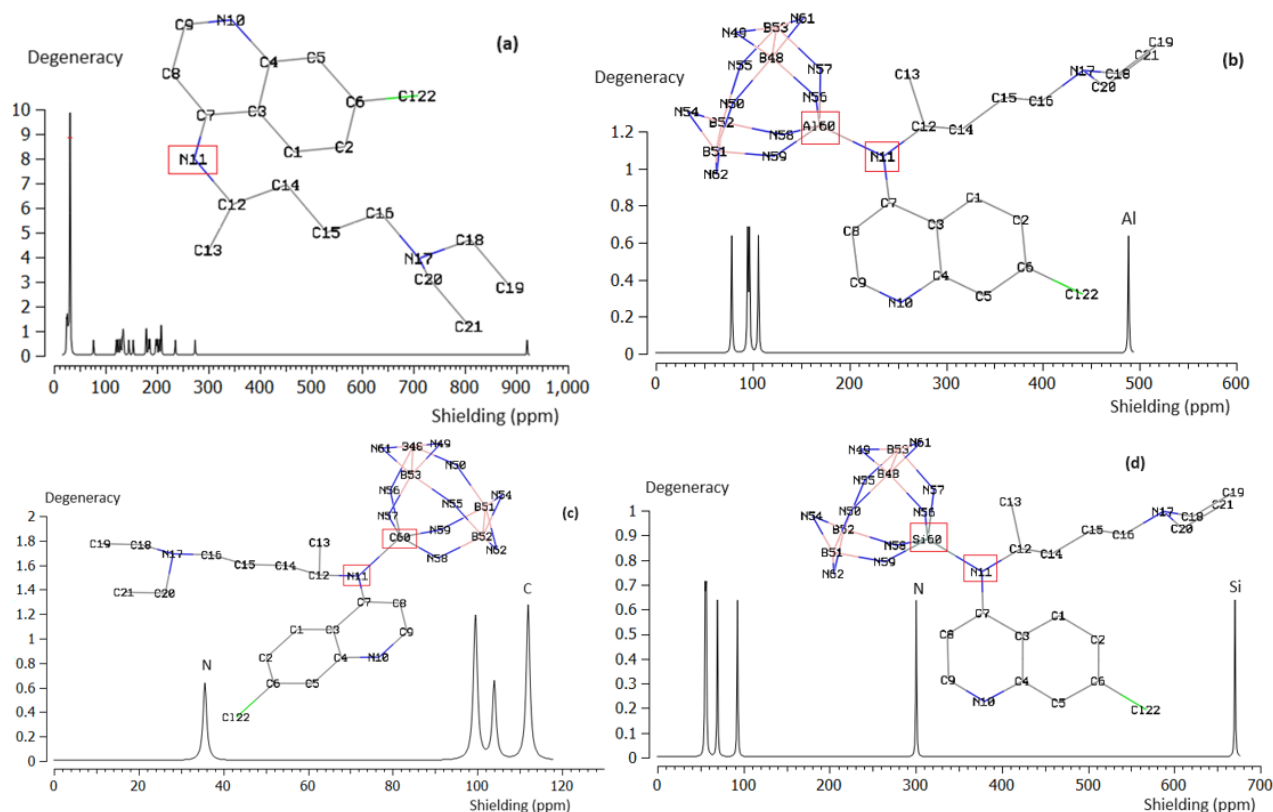 (a)
Degeneracy
C9 N10
C4 C5
C8
C6 Cl22
C7 C3
C1 C2
N11
C14
C12 C16
C15
C13
N17 C18
C20
C19
C21
10
9
8
7
6
5
4
3
2
1
0
0 100 200 300 400 500 600 700 800 900 1,000
Shielding (ppm)
(b)
Degeneracy
N61
N49 B53
B48
N55 N57
N50 N56
N54 B52
N58 Al60
B51 N59
N62
N11
C13
C12 C14
C15 C16
N17 C18 C19
C20 C21
C7 C1
C8 C3 C2
C9 C4 C6
N10 C5 Cl22
Al
1.2
1
0.8
0.6
0.4
0.2
0
0 100 200 300 400 500 600
Shielding (ppm)
(c)
Degeneracy
N61 N49
B53 N50
N56 N55 N54
N57 B51
C60 N59 B52
N58 N62
C19 C18 N17 C16 C13
C15 C14 C12 N11
C21 C20
C7 C8
C1 C3 C9
C2 C4 N10
C6 C5
Cl22
N
C
2
1.8
1.6
1.4
1.2
1
0.8
0.6
0.4
0.2
0
0 20 40 60 80 100 120
Shielding (ppm)
(d)
Degeneracy
N61
N49 B53
B48
N55 N57
N50 N56
N54 B52
N58 Si60
B51 N59
N62
N11
C13
C12 C14
C15 C16
N17 C18 C19
C20 C21
C7 C1
C8 C3 C2
C9 C4 C6
N10 C5 Cl22
N
Si
1
0.9
0.8
0.7
0.6
0.5
0.4
0.3
0.2
0.1
0
0 100 200 300 400 500 600 700
Shielding (ppm)